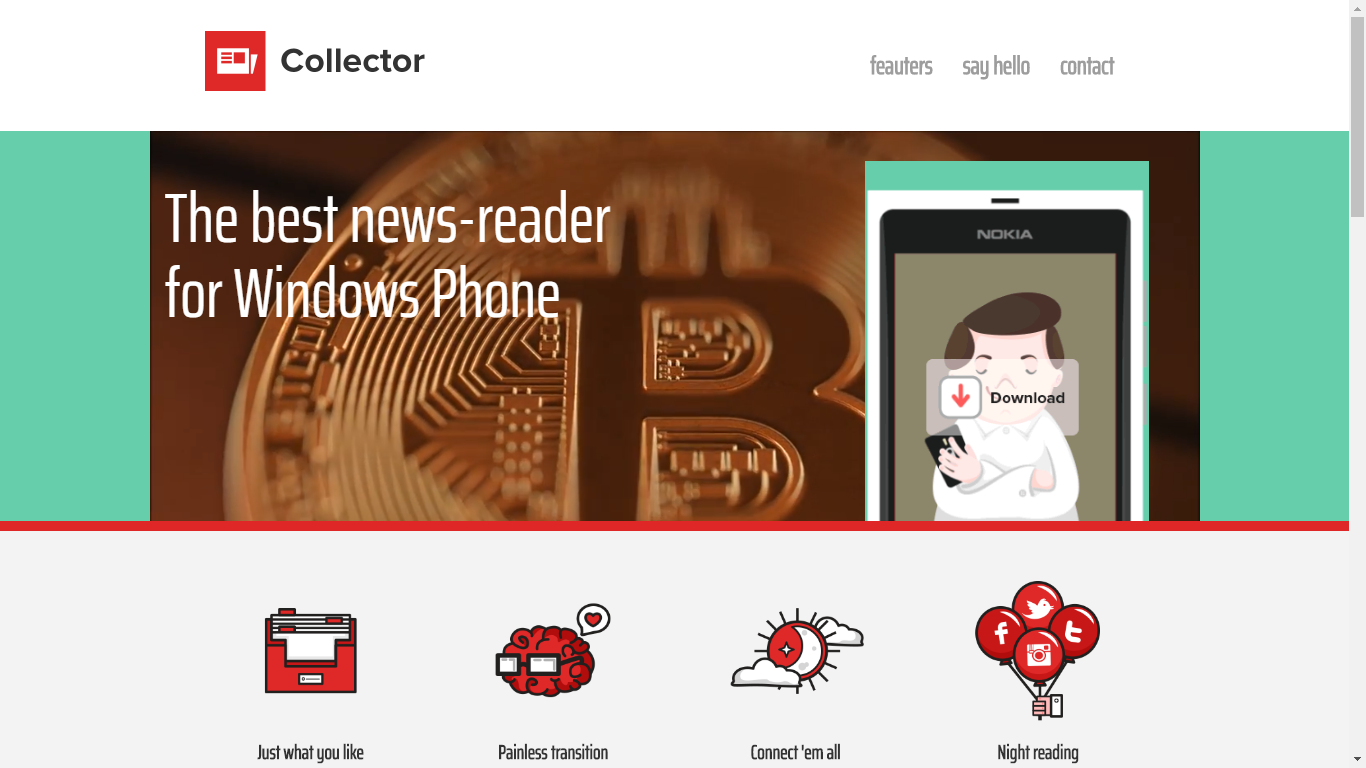 Collector
feauters say hello contact
The best news-reader
for Windows Phone
NOKIA
Download
Just what you like
Painless transition
Connect 'em all
Night reading